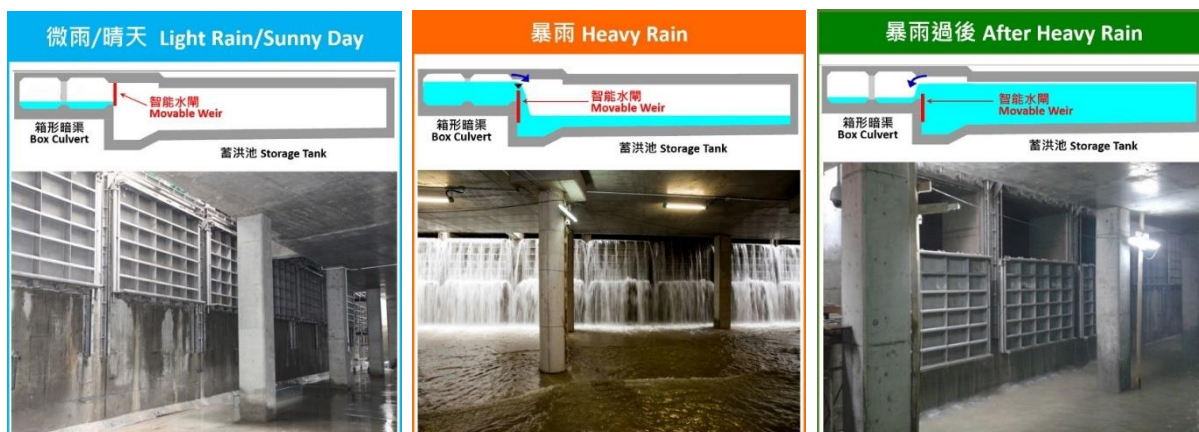 微雨/晴天 Light Rain/Sunny Day
智能水閘
Movable Weir
箱形暗渠
Box Culvert
蓄洪池 Storage Tank
暴雨 Heavy Rain
智能水閘
Movable Weir
箱形暗渠
Box Culvert
蓄洪池 Storage Tank
暴雨過後 After Heavy Rain
智能水閘
Movable Weir
箱形暗渠
Box Culvert
蓄洪池 Storage Tank